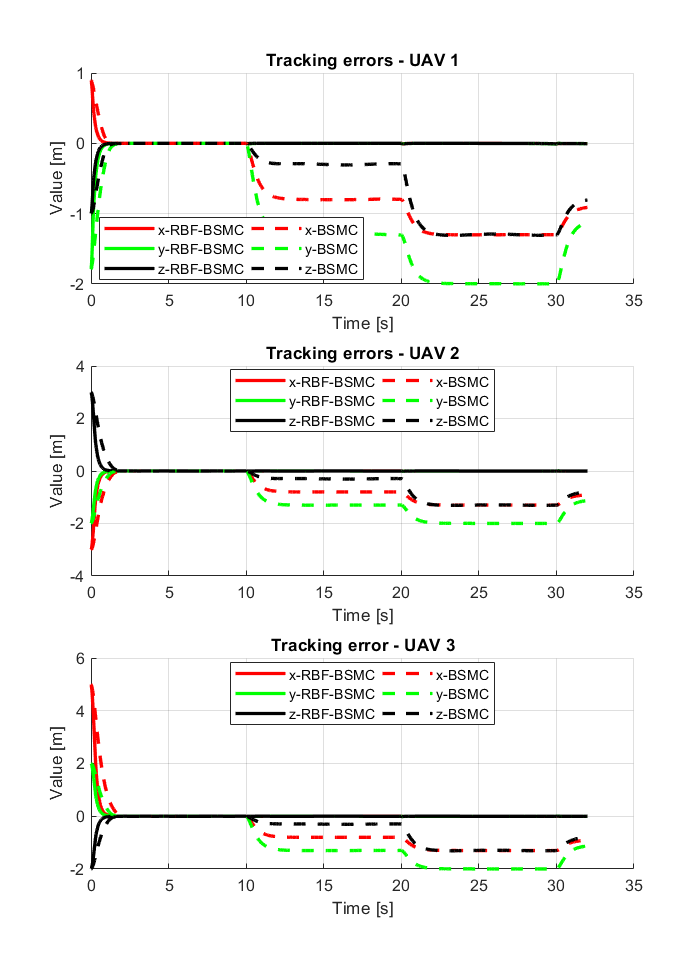 Tracking errors - UAV 1
Value [m]
1
0
-1
-2
x-RBF-BSMC x-BSMC
y-RBF-BSMC y-BSMC
z-RBF-BSMC z-BSMC
0 5 10 15 20 25 30 35
Time [s]
Tracking errors - UAV 2
Value [m]
4
2
0
-2
-4
x-RBF-BSMC x-BSMC
y-RBF-BSMC y-BSMC
z-RBF-BSMC z-BSMC
0 5 10 15 20 25 30 35
Time [s]
Tracking error - UAV 3
Value [m]
6
4
2
0
-2
x-RBF-BSMC x-BSMC
y-RBF-BSMC y-BSMC
z-RBF-BSMC z-BSMC
0 5 10 15 20 25 30 35
Time [s]